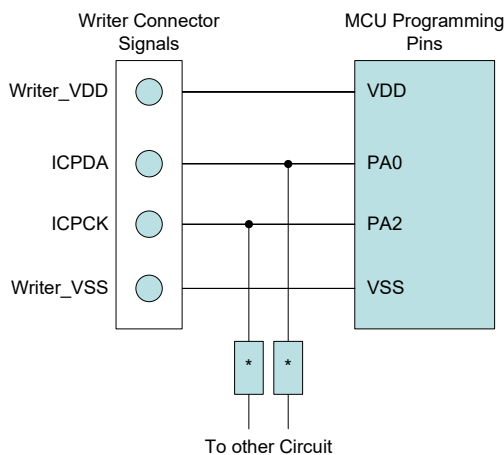 Writer Connector
Signals
MCU Programming
Pins
Writer_VDD
VDD
ICPDA
PA0
ICPCK
PA2
Writer_VSS
VSS
* *
To other Circuit